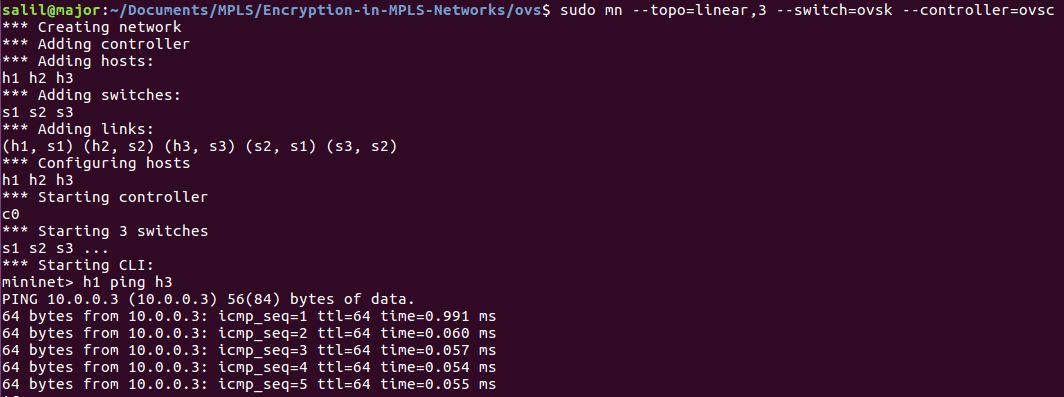 salil@major:~/Documents/MPLS/Encryption-in-MPLS-Networks/ovs$ sudo mn --topo=linear,3 --switch=ovsk --controller=ovsc
*** Creating network
*** Adding controller
*** Adding hosts:
h1 h2 h3
*** Adding switches:
s1 s2 s3
*** Adding links:
(h1, s1) (h2, s2) (h3, s3) (s2, s1) (s3, s2)
*** Configuring hosts
h1 h2 h3
*** Starting controller
c0
*** Starting 3 switches
s1 s2 s3 ...
*** Starting CLI:
mininet> h1 ping h3
PING 10.0.0.3 (10.0.0.3) 56(84) bytes of data.
64 bytes from 10.0.0.3: icmp_seq=1 ttl=64 time=0.991 ms
64 bytes from 10.0.0.3: icmp_seq=2 ttl=64 time=0.060 ms
64 bytes from 10.0.0.3: icmp_seq=3 ttl=64 time=0.057 ms
64 bytes from 10.0.0.3: icmp_seq=4 ttl=64 time=0.054 ms
64 bytes from 10.0.0.3: icmp_seq=5 ttl=64 time=0.055 ms